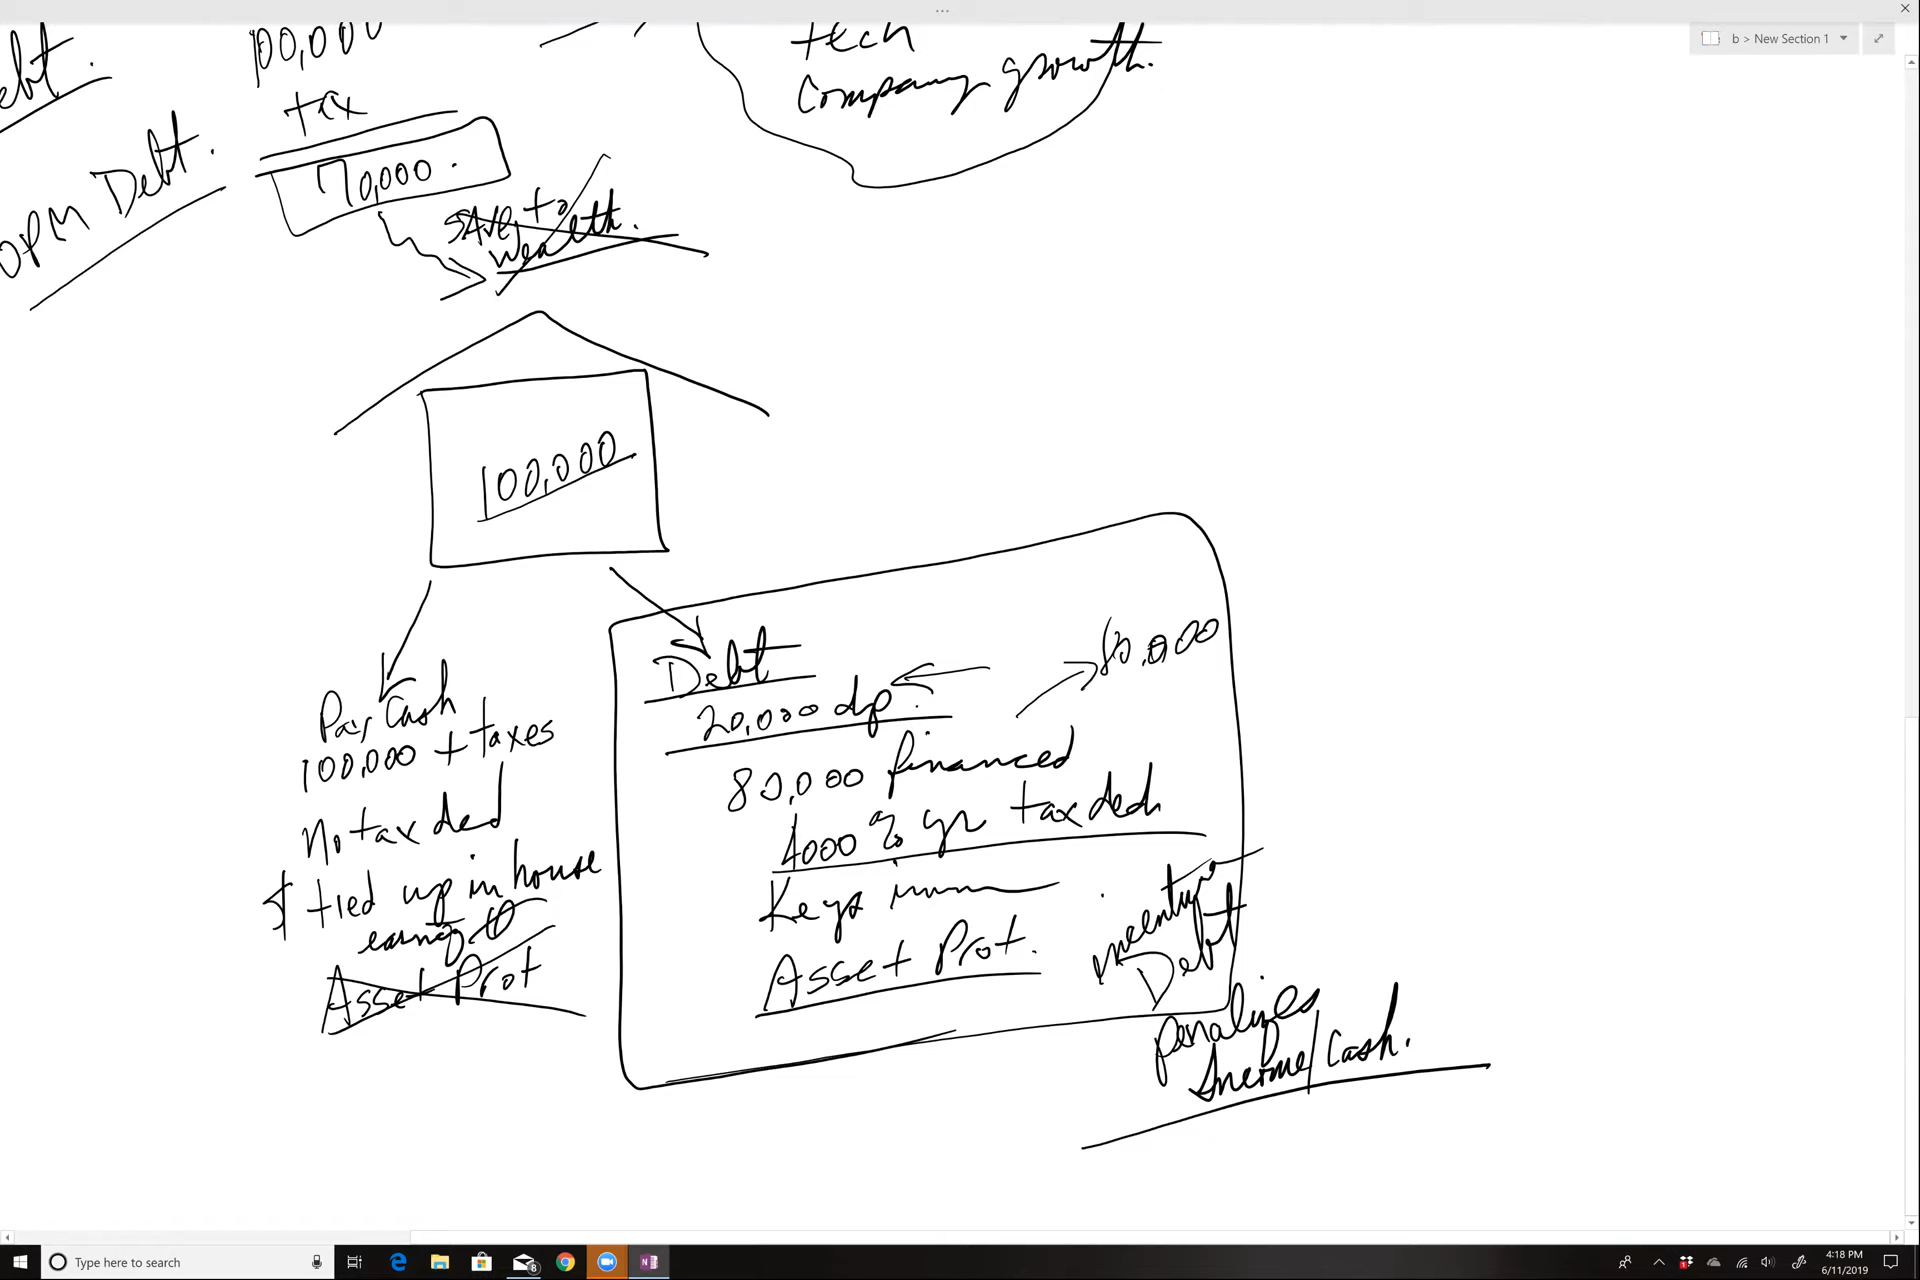 ebt.
100,000
tax
70,000.
OPM Debt.
save to
wealth.
tech
company growth.
100,000
Pay Cash
100,000 + taxes
No tax ded
$ tied up in house
earning 0
Asset Prot
Debt
20,000 dp.
80,000
80,000 financed
4000 % yr tax ded
Keys
Asset Prot.
Debt
penalizes
Income/Cash.
b > New Section 1
Type here to search
8
4:18 PM
6/11/2019